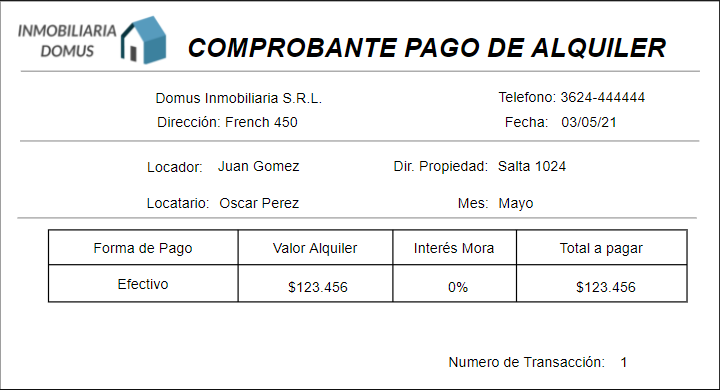 INMOBILIARIA
DOMUS
COMPROBANTE PAGO DE ALQUILER
Domus Inmobiliaria S.R.L. Telefono: 3624-444444
Dirección: French 450 Fecha: 03/05/21
Locador: Juan Gomez Dir. Propiedad: Salta 1024
Locatario: Oscar Perez Mes: Mayo
Forma de Pago Valor Alquiler Interés Mora Total a pagar
Efectivo $123.456 0% $123.456
Numero de Transacción: 1